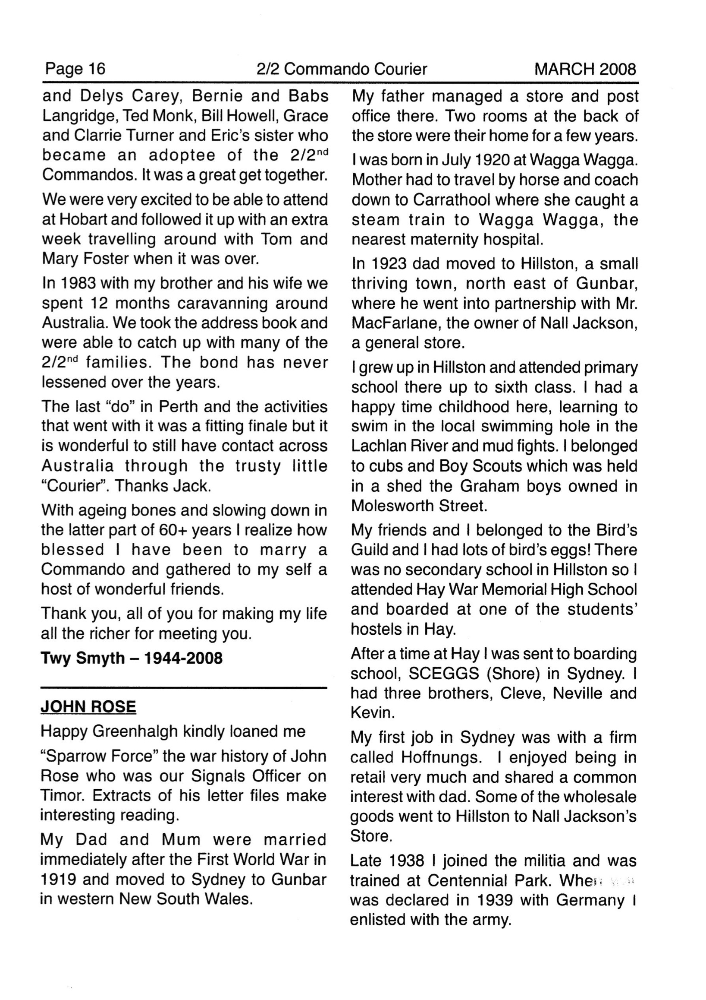 Page 16
2/2 Commando Courier
MARCH 2008
and Delys Carey, Bernie and Babs
Langridge, Ted Monk, Bill Howell, Grace
and Clarrie Turner and Eric's sister who
became an adoptee of the 2/2nd
Commandos. It was a great get together.
We were very excited to be able to attend
at Hobart and followed it up with an extra
week travelling around with Tom and
Mary Foster when it was over.
In 1983 with my brother and his wife we
spent 12 months caravanning around
Australia. We took the address book and
were able to catch up with many of the
2/2nd families. The bond has never
lessened over the years.
The last "do" in Perth and the activities
that went with it was a fitting finale but it
is wonderful to still have contact across
Australia through the trusty little
"Courier". Thanks Jack.
With ageing bones and slowing down in
the latter part of 60+ years I realize how
blessed I have been to marry a
Commando and gathered to my self a
host of wonderful friends.
Thank you, all of you for making my life
all the richer for meeting you.
Twy Smyth – 1944-2008
JOHN ROSE
Happy Greenhalgh kindly loaned me
"Sparrow Force" the war history of John
Rose who was our Signals Officer on
Timor. Extracts of his letter files make
interesting reading.
My Dad and Mum were married
immediately after the First World War in
1919 and moved to Sydney to Gunbar
in western New South Wales.
My father managed a store and post
office there. Two rooms at the back of
the store were their home for a few years.
I was born in July 1920 at Wagga Wagga.
Mother had to travel by horse and coach
down to Carrathool where she caught a
steam train to Wagga Wagga, the
nearest maternity hospital.
In 1923 dad moved to Hillston, a small
thriving town, north east of Gunbar,
where he went into partnership with Mr.
MacFarlane, the owner of Nall Jackson,
a general store.
I grew up in Hillston and attended primary
school there up to sixth class. I had a
happy time childhood here, learning to
swim in the local swimming hole in the
Lachlan River and mud fights. I belonged
to cubs and Boy Scouts which was held
in a shed the Graham boys owned in
Molesworth Street.
My friends and I belonged to the Bird's
Guild and I had lots of bird's eggs! There
was no secondary school in Hillston so I
attended Hay War Memorial High School
and boarded at one of the students'
hostels in Hay.
After a time at Hay I was sent to boarding
school, SCEGGS (Shore) in Sydney. I
had three brothers, Cleve, Neville and
Kevin.
My first job in Sydney was with a firm
called Hoffnungs. I enjoyed being in
retail very much and shared a common
interest with dad. Some of the wholesale
goods went to Hillston to Nall Jackson's
Store.
Late 1938 I joined the militia and was
trained at Centennial Park. When
was declared in 1939 with Germany I
enlisted with the army.